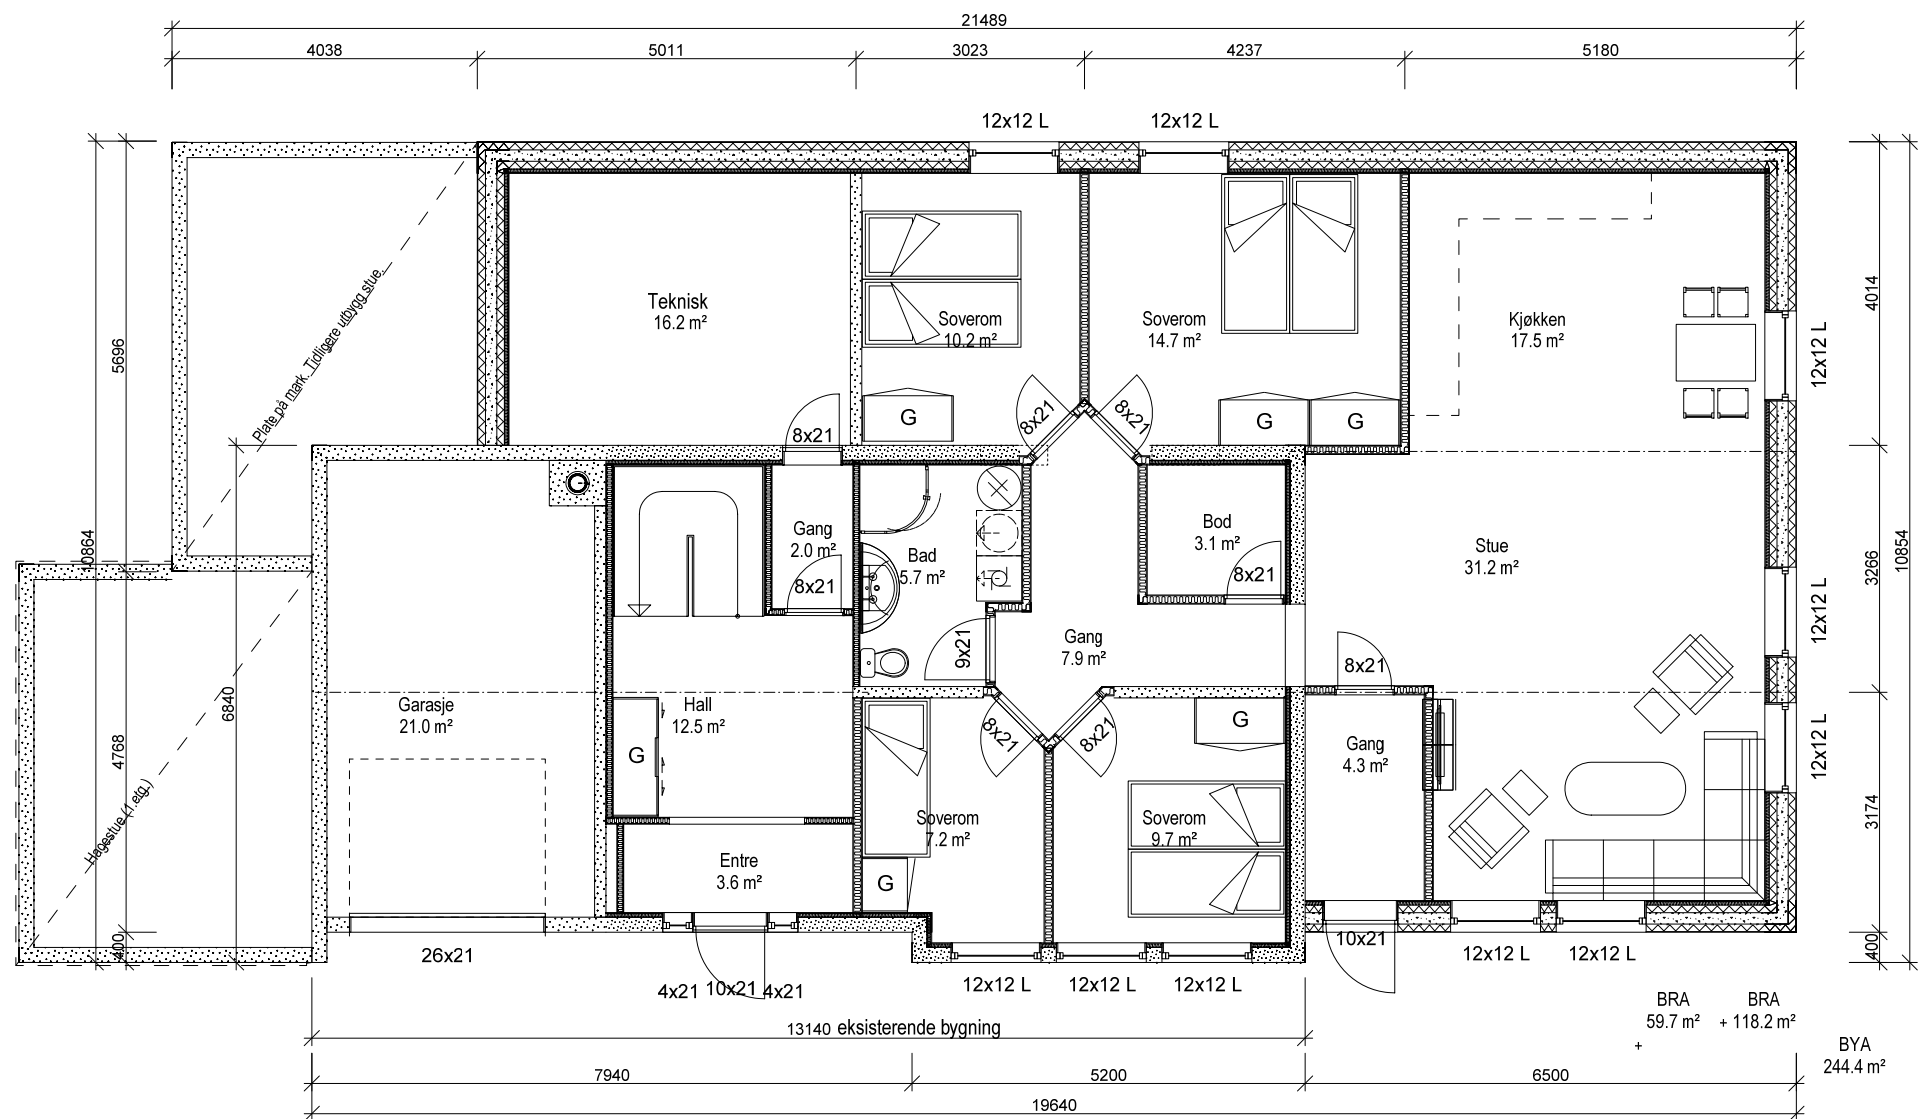 21489
4038
5011
3023
4237
5180
12x12 L
12x12 L
Plate på mark. Tidligere utbygg stue.
Teknisk
16.2 m²
Soverom
10.2 m²
Soverom
14.7 m²
Kjøkken
17.5 m²
12x12 L
4014
5696
G
G
G
8x21
8x21
8x21
10864
Gang
2.0 m²
8x21
Bad
5.7 m²
Bod
3.1 m²
8x21
Stue
31.2 m²
3266
10854
12x12 L
9x21
Gang
7.9 m²
8x21
6840
4768
Garasje
21.0 m²
Hall
12.5 m²
G
8x21
8x21
G
Gang
4.3 m²
12x12 L
Hagestue (1.etg.)
Soverom
7.2 m²
Soverom
9.7 m²
3174
Entre
3.6 m²
G
400
26x21
4x21
10x21
4x21
12x12 L
12x12 L
12x12 L
10x21
12x12 L
12x12 L
400
BRA
59.7 m²
+
BRA
+ 118.2 m²
BYA
244.4 m²
13140 eksisterende bygning
7940
5200
6500
19640